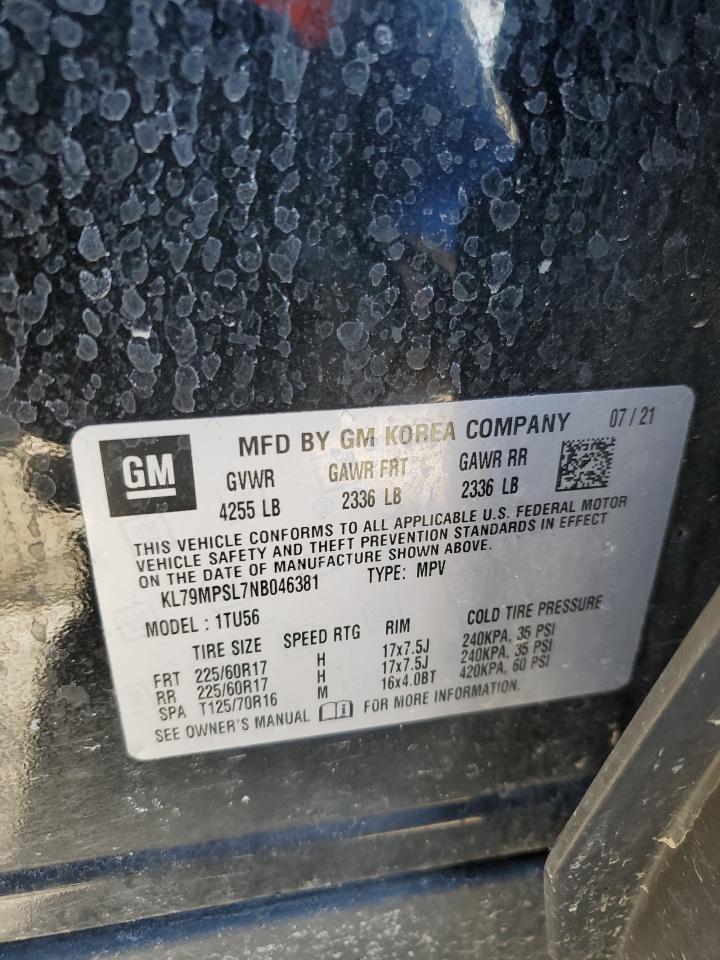 GM
MFD BY GM KOREA COMPANY 07/21
GVWR GAWR FRT GAWR RR
4255 LB 2336 LB 2336 LB
THIS VEHICLE CONFORMS TO ALL APPLICABLE U.S. FEDERAL MOTOR
VEHICLE SAFETY AND THEFT PREVENTION STANDARDS IN EFFECT
ON THE DATE OF MANUFACTURE SHOWN ABOVE.
KL79MPSL7NB046381 TYPE: MPV
MODEL : 1TU56
TIRE SIZE SPEED RTG RIM COLD TIRE PRESSURE
FRT 225/60R17 H 17x7.5J 240KPA, 35 PSI
RR 225/60R17 H 17x7.5J 240KPA, 35 PSI
SPA T125/70R16 M 16x4.0BT 420KPA, 60 PSI
SEE OWNER'S MANUAL FOR MORE INFORMATION.